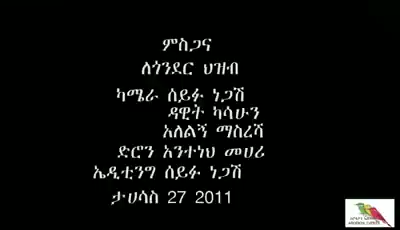 ምስጋና
ለጎንደር ህዝብ
ካሜራ ሰይፉ ነጋሽ
ዳዊት ካሳሁን
አለልኝ ማስረሻ
ድሮን አንተነህ መሀሪ
ኤዲቲንግ ሰይፉ ነጋሽ
ታህሳስ 27 2011